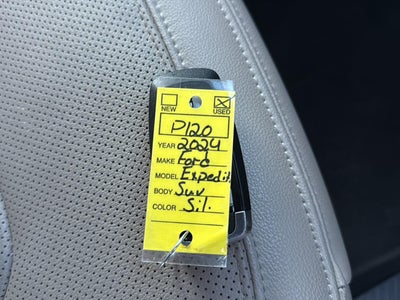 NEW USED
P120
YEAR 2024
MAKE Ford
MODEL Expedit
BODY Suv
COLOR Sil.